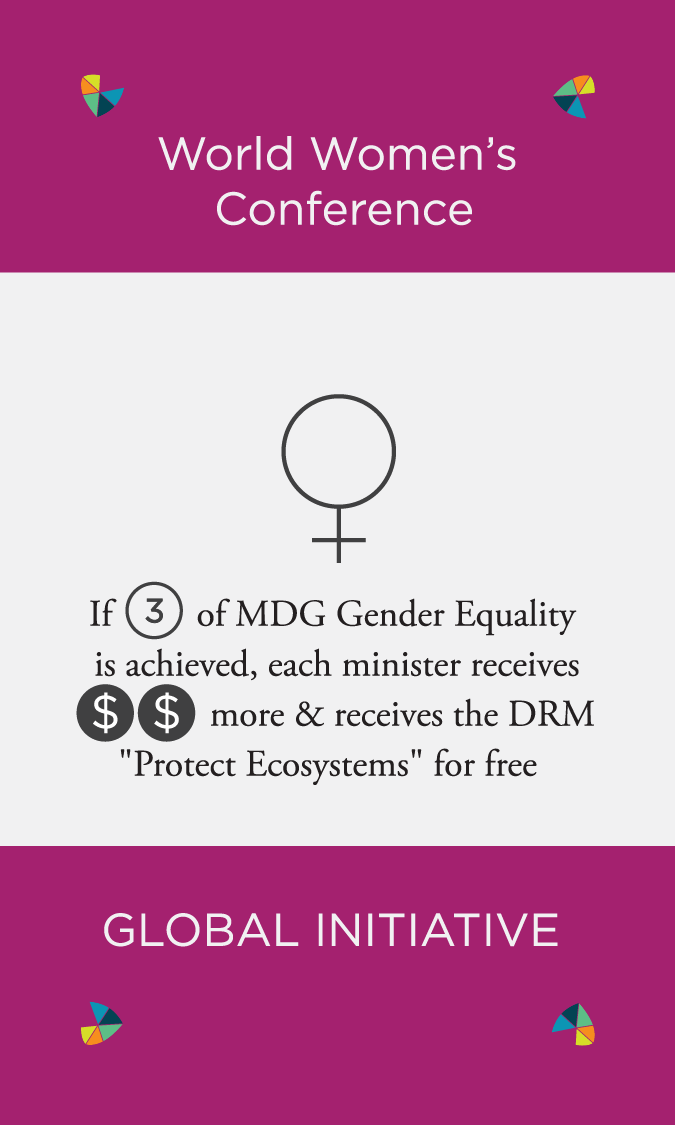 World Women's
Conference
If 3 of MDG Gender Equality
is achieved, each minister receives
$ $ more & receives the DRM
"Protect Ecosystems" for free
GLOBAL INITIATIVE